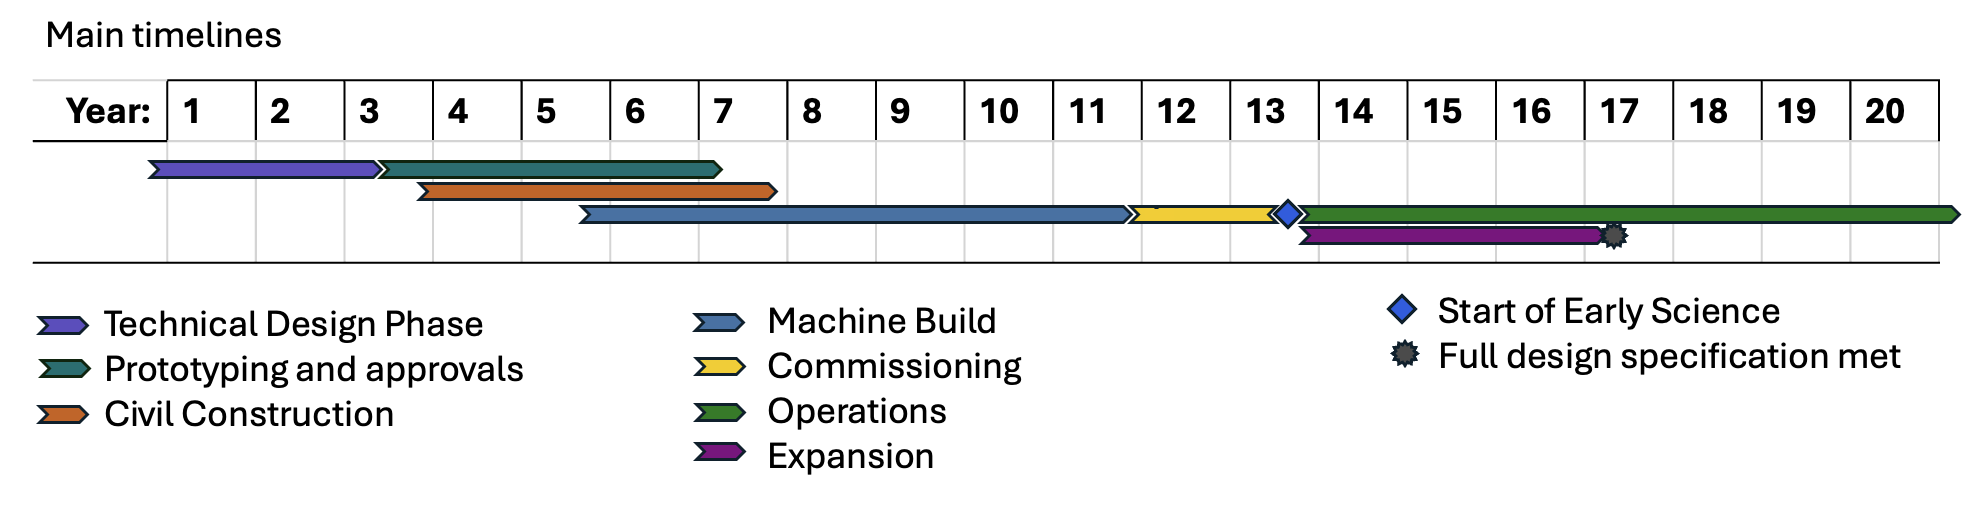 Main timelines
Year: 1 2 3 4 5 6 7 8 9 10 11 12 13 14 15 16 17 18 19 20
Technical Design Phase
Prototyping and approvals
Civil Construction
Machine Build
Commissioning
Operations
Expansion
Start of Early Science
Full design specification met